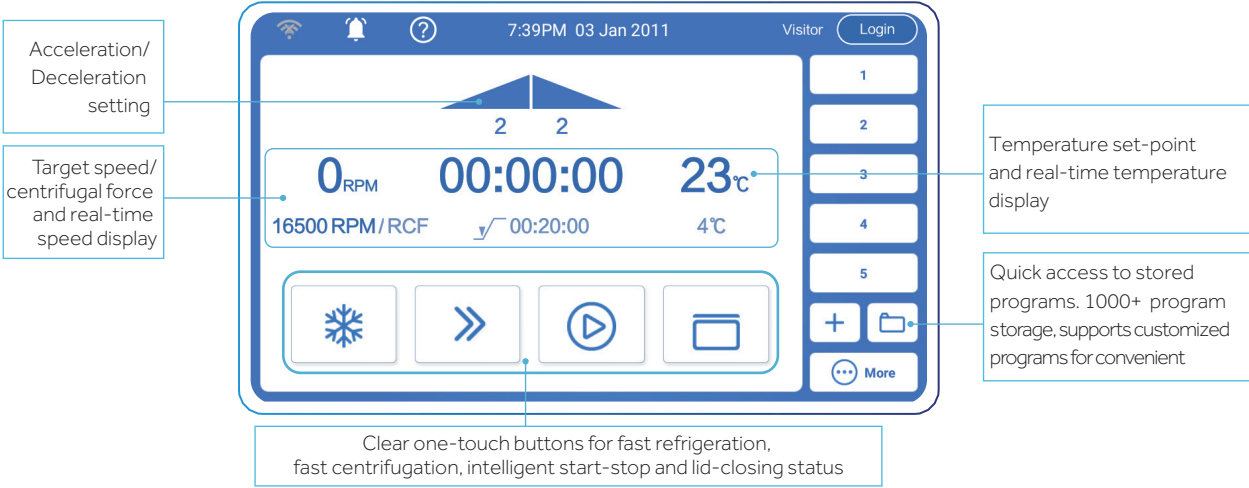 7:39PM 03 Jan 2011
Visitor
Login
Acceleration/
Deceleration
setting
2 2
Target speed/
centrifugal force
and real-time
speed display
0 RPM
00:00:00
23℃
16500 RPM/RCF
00:20:00
4℃
1
2
3
4
5
+
More
Temperature set-point
and real-time temperature
display
Quick access to stored
programs. 1000+ program
storage, supports customized
programs for convenient
Clear one-touch buttons for fast refrigeration,
fast centrifugation, intelligent start-stop and lid-closing status